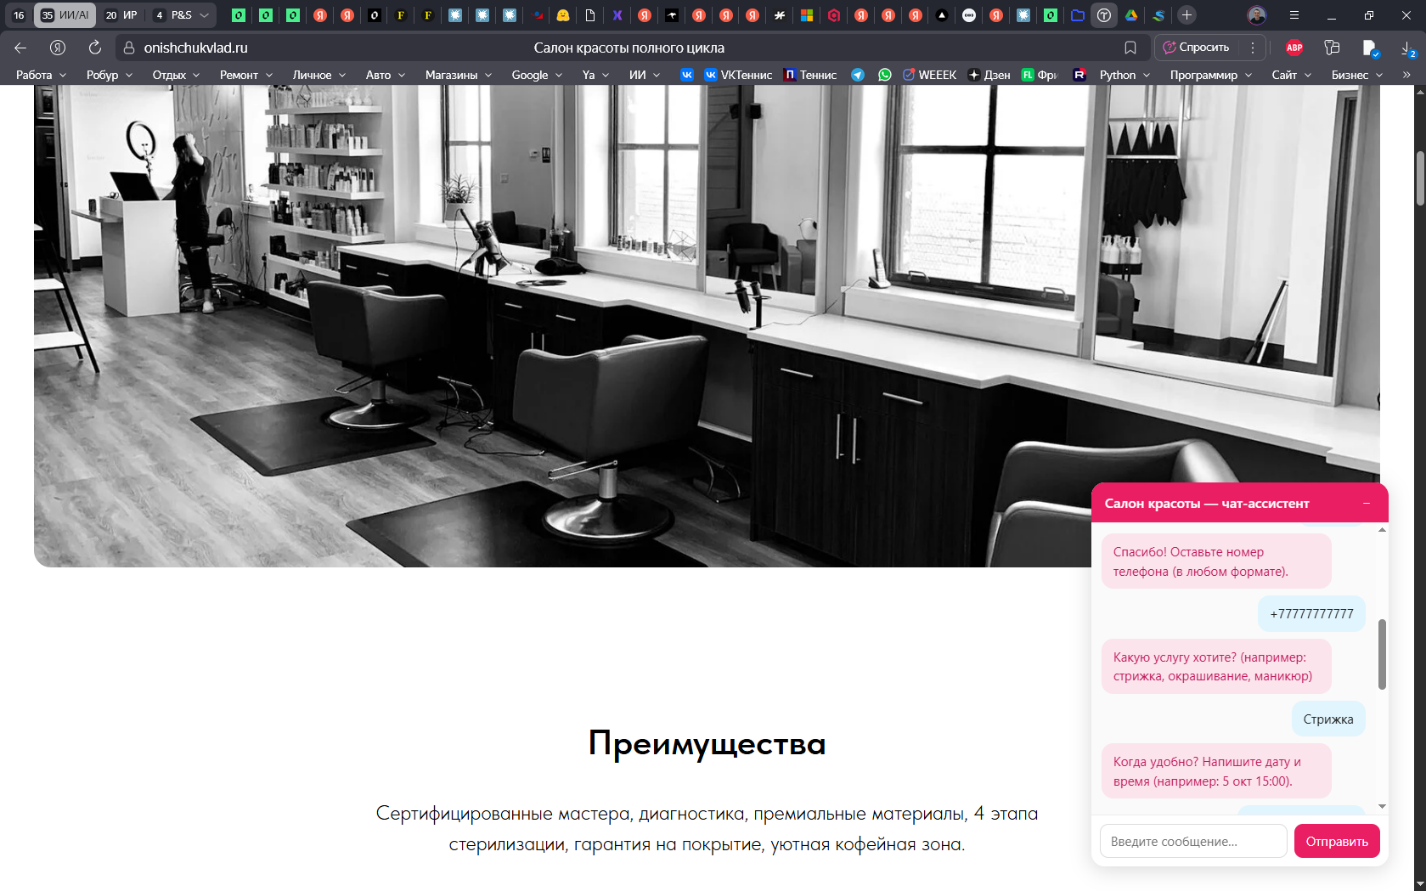 16
35 ИИ/AI
20 ИР
4 P&S
onishchukvlad.ru
Салон красоты полного цикла
Спросить
ABP
2
Работа
Робур
Отдых
Ремонт
Личное
Авто
Магазины
Google
Ya
ИИ
VKТеннис
Теннис
WEEEK
Дзен
FL
Python
Программир
Сайт
Бизнес
Салон красоты — чат-ассистент
Спасибо! Оставьте номер
телефона (в любом формате).
+77777777777
Какую услугу хотите? (например:
стрижка, окрашивание, маникюр)
Стрижка
Когда удобно? Напишите дату и
время (например: 5 окт 15:00).
Введите сообщение...
Отправить
Преимущества
Сертифицированные мастера, диагностика, премиальные материалы, 4 этапа
стерилизации, гарантия на покрытие, уютная кофейная зона.